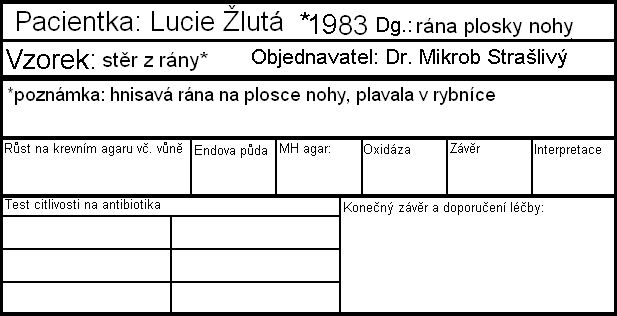 Pacientka: Lucie Žlutá *1983 Dg.: rána plosky nohy
Vzorek: stěr z rány* Objednavatel: Dr. Mikrob Strašlivý
*poznámka: hnisavá rána na plosce nohy, plavala v rybníce
Růst na krevním agaru vč. vůně Endova půda MH agar: Oxidáza Závěr Interpretace
Test citlivosti na antibiotika Konečný závěr a doporučení léčby: